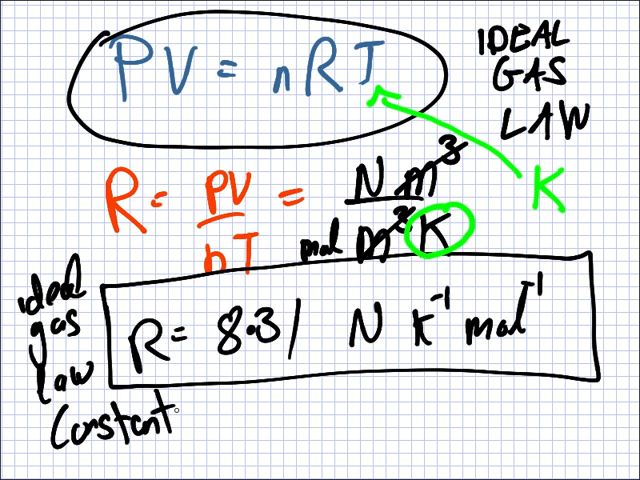 PV = nRT
IDEAL
GAS
LAW
K
R = PV/nT = N m³/mol m² K
R = 8.31 N K⁻¹ mol⁻¹
ideal
gas
law
constant